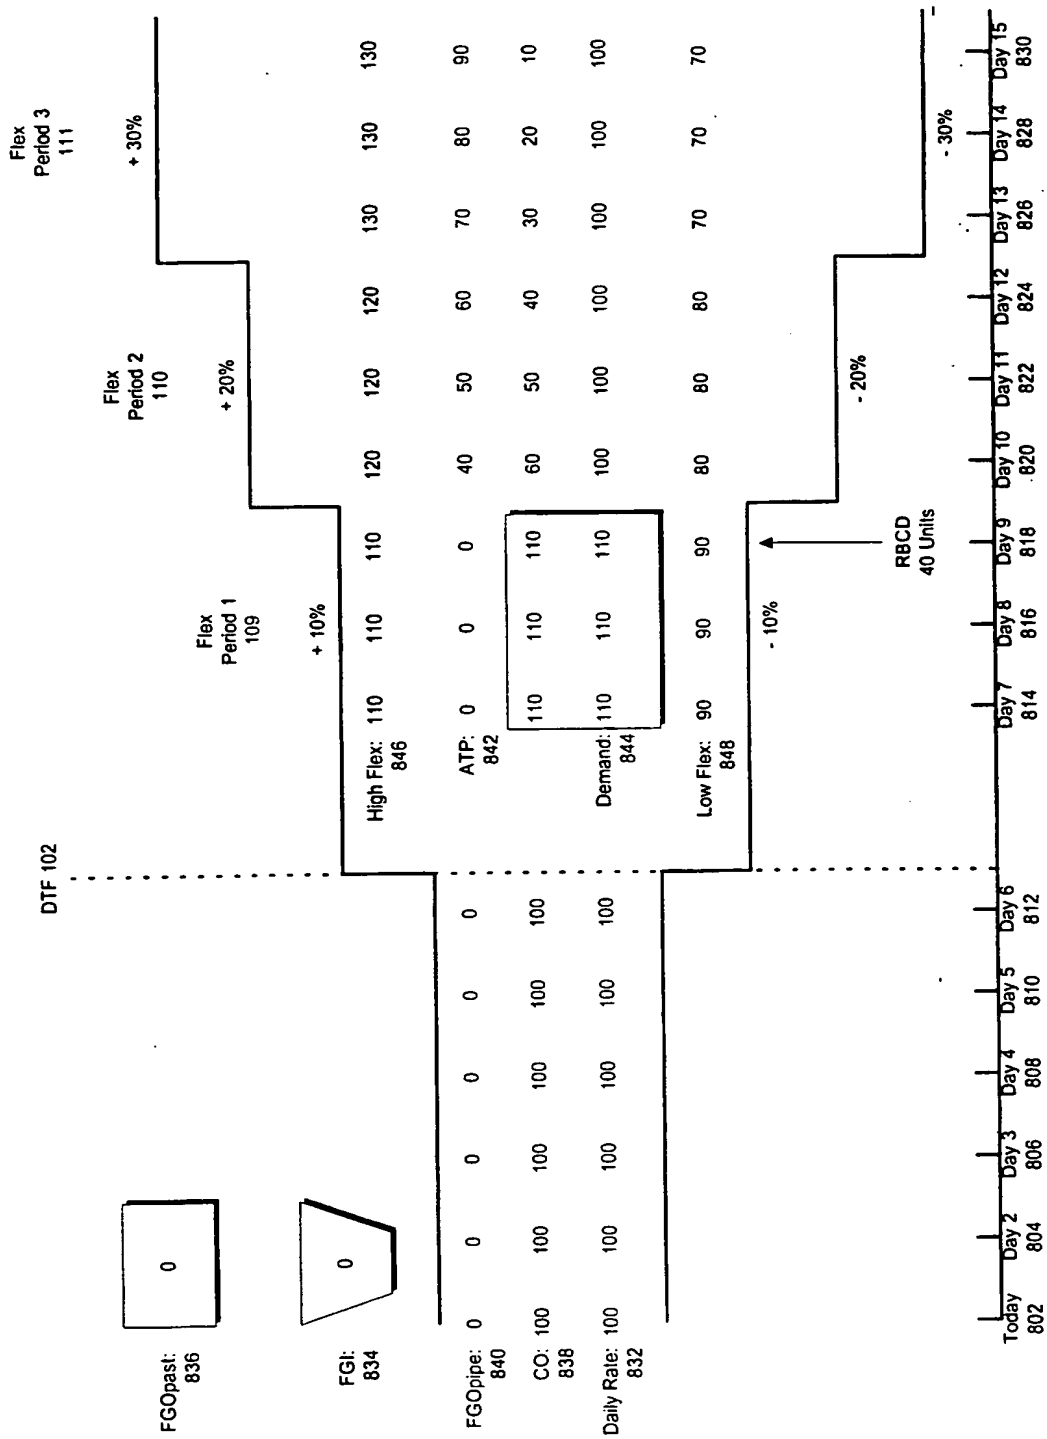 Flex
Period 3
111
+ 30%
Flex
Period 2
110
+ 20%
Flex
Period 1
109
+ 10%
DTF 102
FGOpast:
836
0
FGI:
834
0
High Flex: 110 110 110 120 120 120 130 130 130
846
FGOpipe: 0 0 0 0 0 0
840
ATP: 0 0 0 40 50 60 70 80 90
842
CO: 100 100 100 100 100 100 110 110 110 60 50 40 30 20 10
838
Daily Rate: 100 100 100 100 100 100
832
Demand: 110 110 110 100 100 100 100 100 100
844
Low Flex: 90 90 90 80 80 80 70 70 70
848
- 10%
- 20%
- 30%
RBCD
40 Units
Today Day 2 Day 3 Day 4 Day 5 Day 6 Day 7 Day 8 Day 9 Day 10 Day 11 Day 12 Day 13 Day 14 Day 15
802 804 806 808 810 812 814 816 818 820 822 824 826 828 830